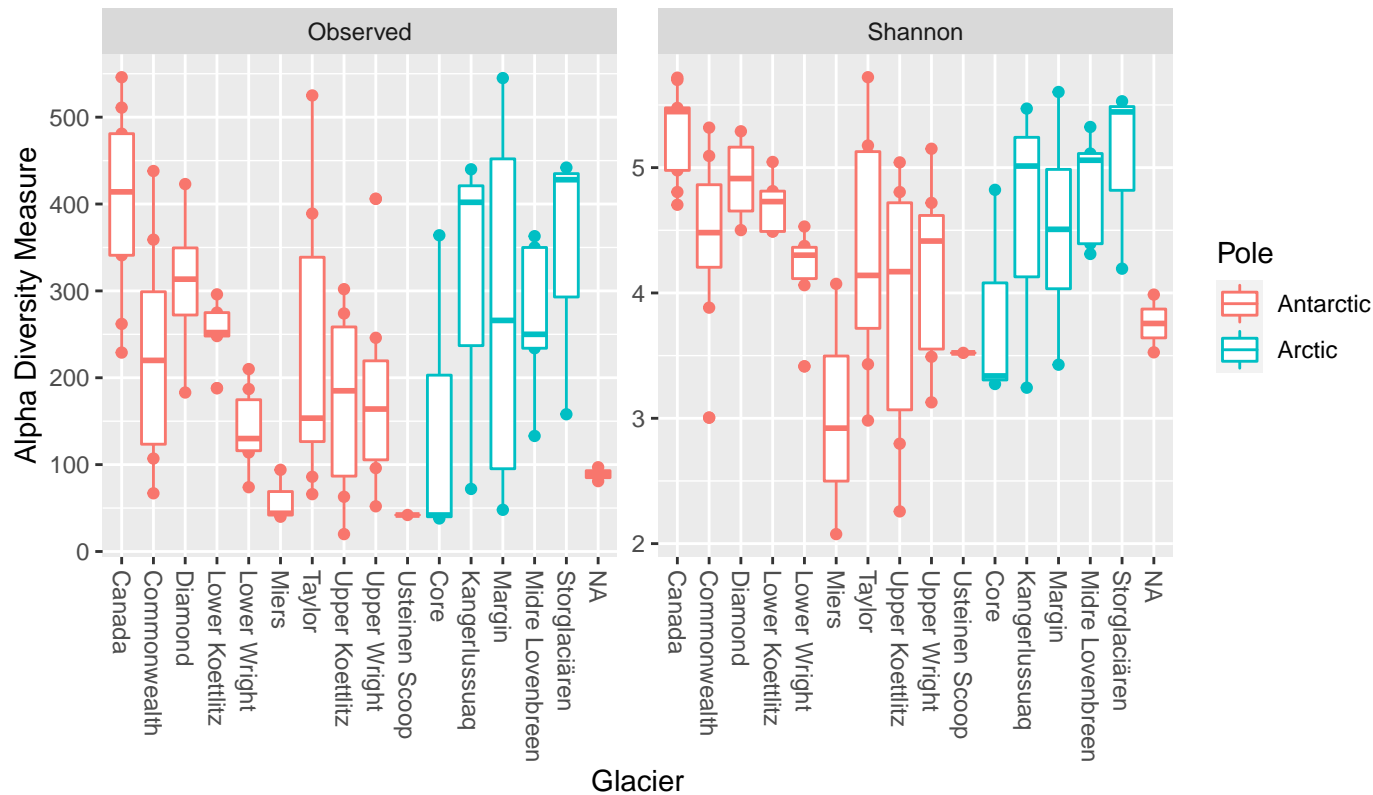 Observed
Shannon
Alpha Diversity Measure
500
400
300
200
100
0
5
4
3
2
Canada
Commonwealth
Diamond
Lower Koettlitz
Lower Wright
Miers
Taylor
Upper Koettlitz
Upper Wright
Usteinen Scoop
Core
Kangerlussuaq
Margin
Midre Lovenbreen
Storglaciären
NA
Canada
Commonwealth
Diamond
Lower Koettlitz
Lower Wright
Miers
Taylor
Upper Koettlitz
Upper Wright
Usteinen Scoop
Core
Kangerlussuaq
Margin
Midre Lovenbreen
Storglaciären
NA
Glacier
Pole
Antarctic
Arctic